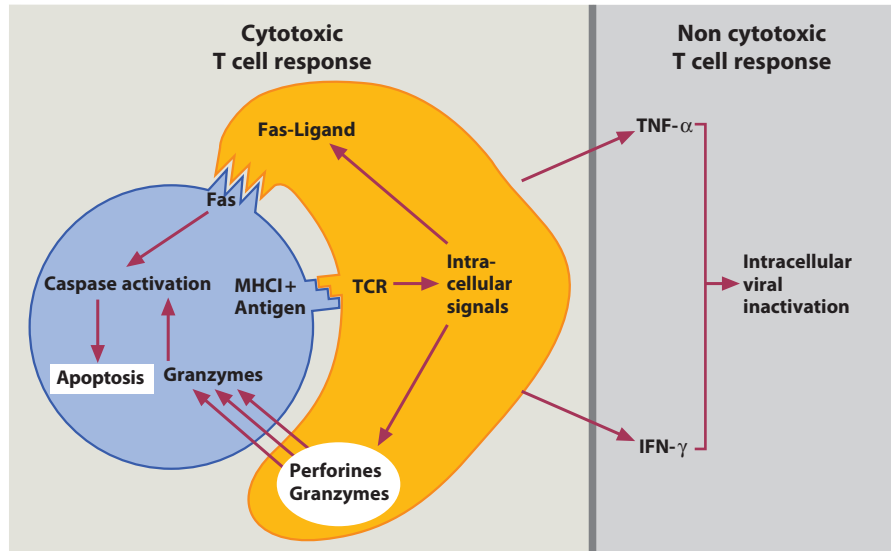 Cytotoxic
T cell response
Non cytotoxic
T cell response
Fas-Ligand
TNF-α
Fas
Caspase activation
MHCI+
Antigen
TCR
Intra-
cellular
signals
Intracellular
viral
inactivation
Apoptosis
Granzymes
IFN-γ
Perforines
Granzymes